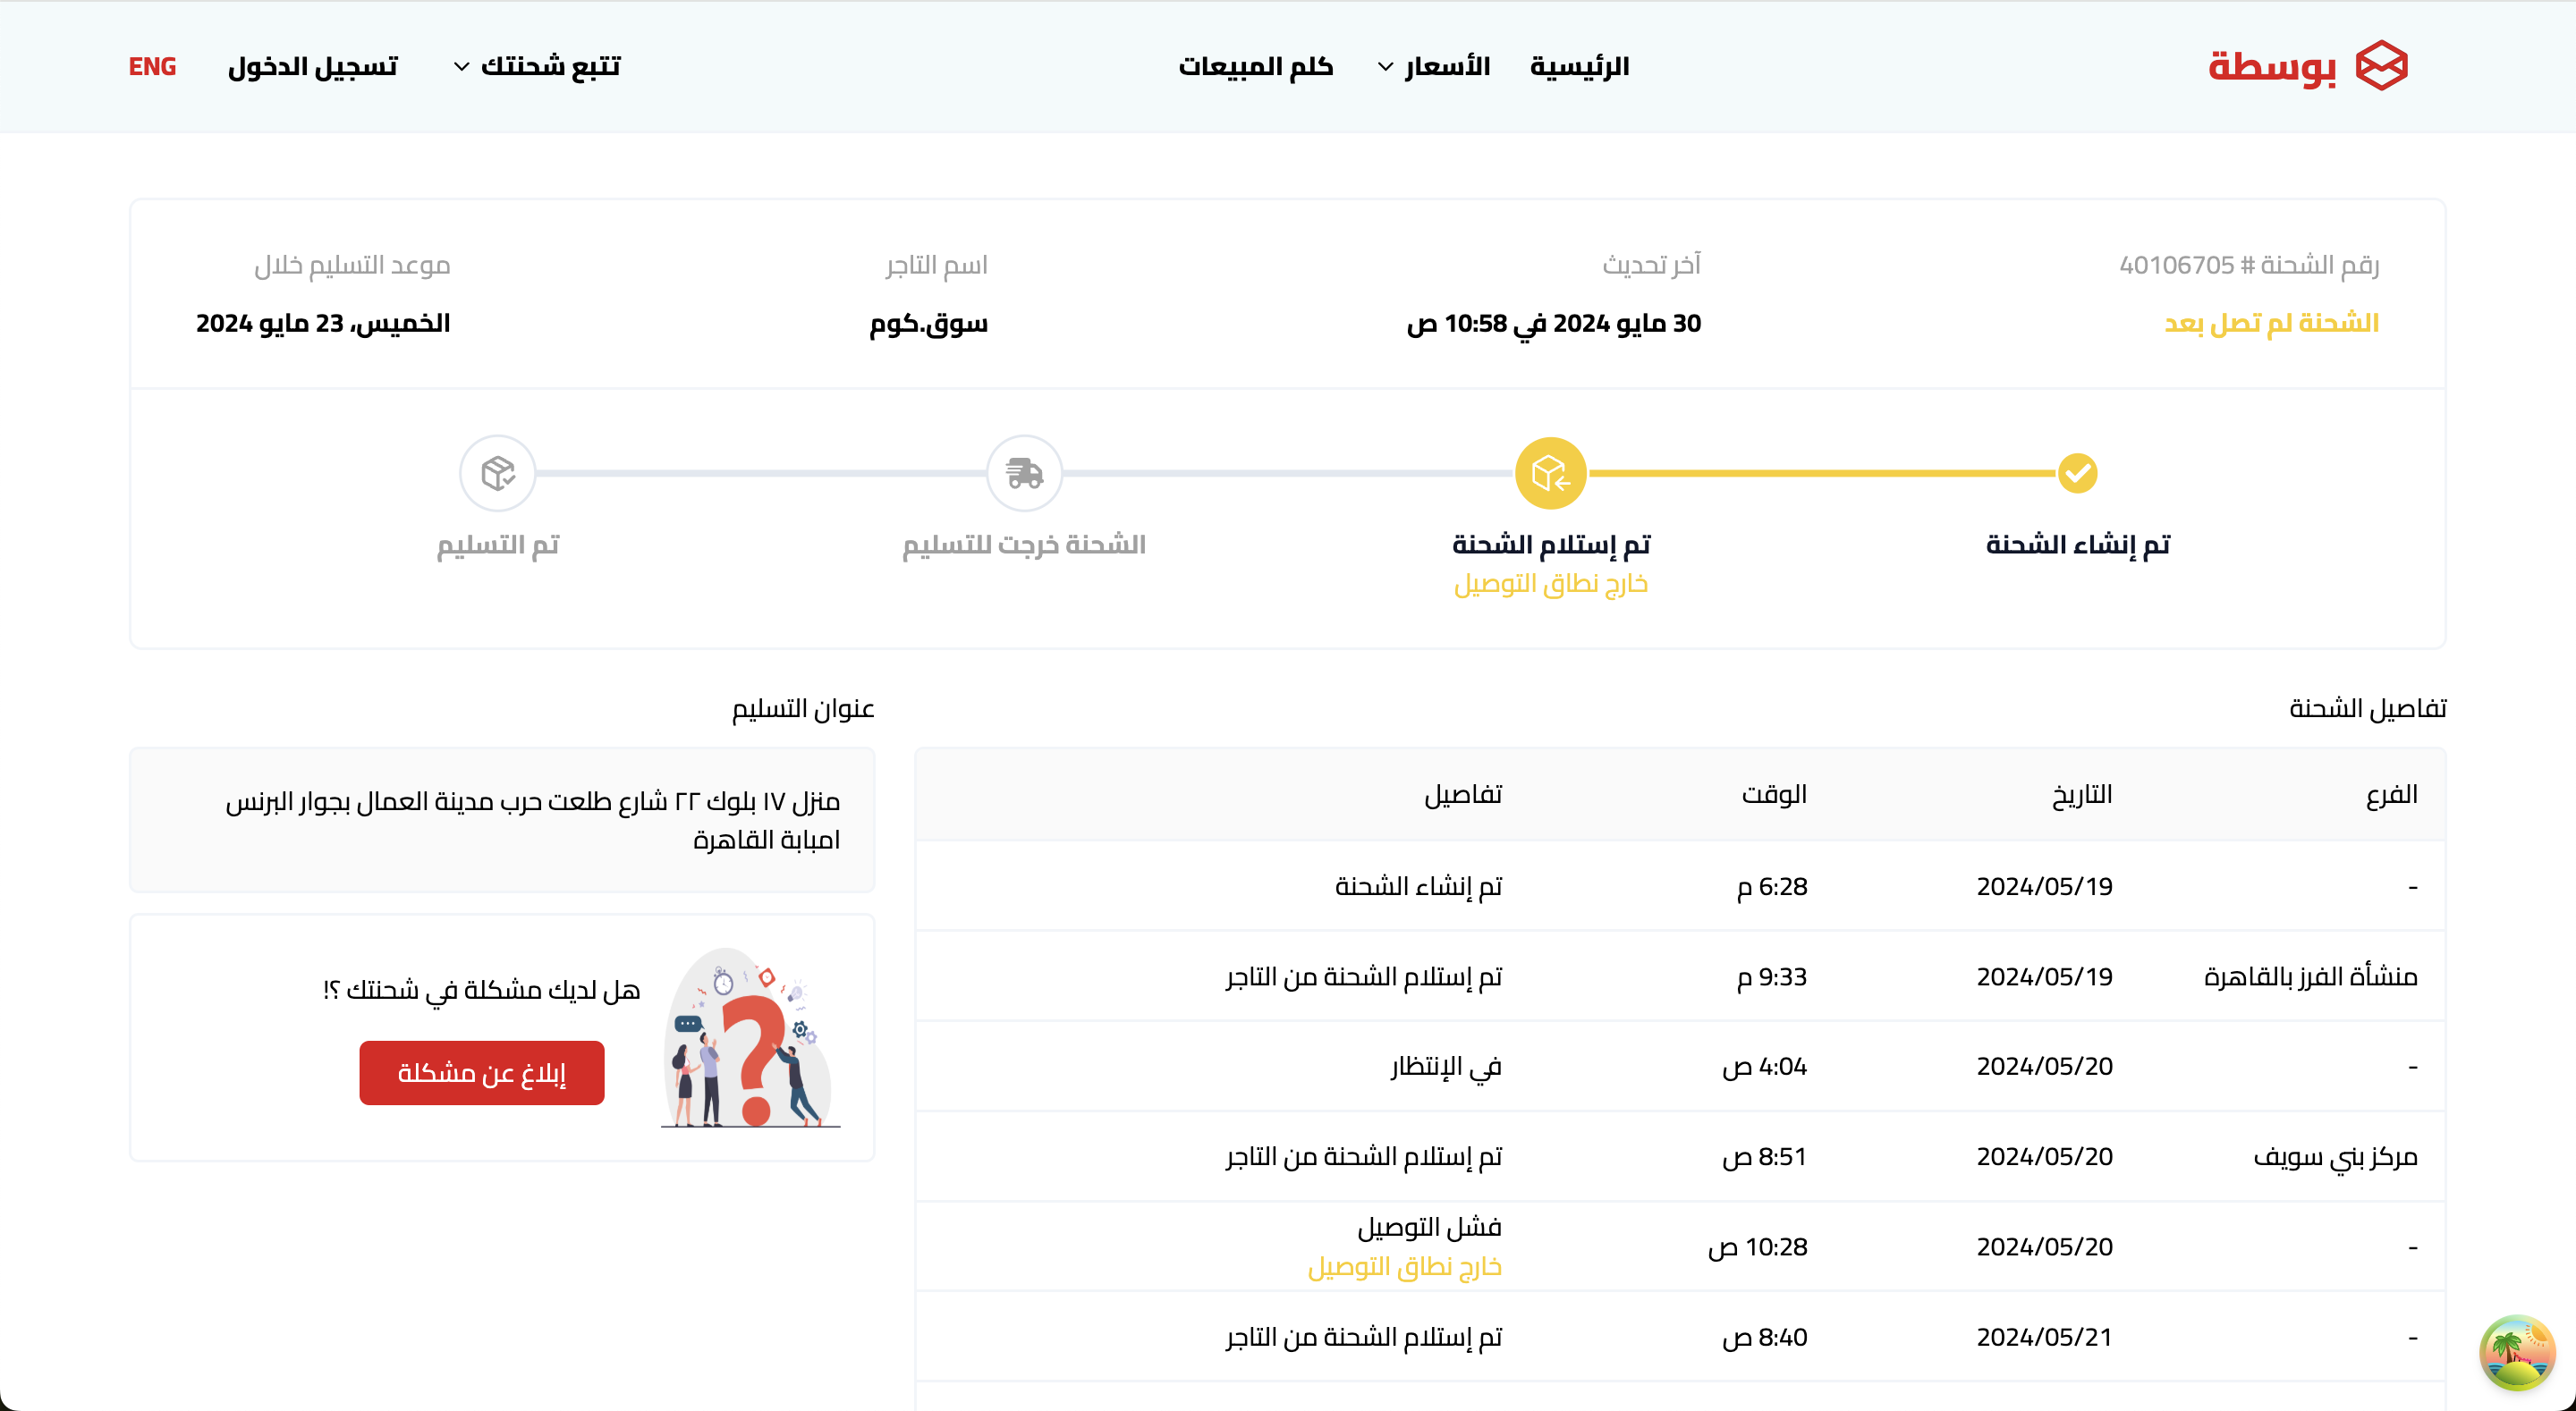 بوسطة
الرئيسية
الأسعار
كلم المبيعات
تتبع شحنتك
تسجيل الدخول
ENG
رقم الشحنة # 40106705
الشحنة لم تصل بعد
آخر تحديث
30 مايو 2024 في 10:58 ص
اسم التاجر
سوق.كوم
موعد التسليم خلال
الخميس، 23 مايو 2024
تم إنشاء الشحنة
تم إستلام الشحنة
خارج نطاق التوصيل
الشحنة خرجت للتسليم
تم التسليم
تفاصيل الشحنة
الفرع التاريخ الوقت تفاصيل
- 2024/05/19 6:28 م تم إنشاء الشحنة
منشأة الفرز بالقاهرة 2024/05/19 9:33 م تم إستلام الشحنة من التاجر
- 2024/05/20 4:04 ص في الإنتظار
مركز بني سويف 2024/05/20 8:51 ص تم إستلام الشحنة من التاجر
- 2024/05/20 10:28 ص فشل التوصيل
خارج نطاق التوصيل
- 2024/05/21 8:40 ص تم إستلام الشحنة من التاجر
عنوان التسليم
منزل ١٧ بلوك ٢٢ شارع طلعت حرب مدينة العمال بجوار البرنس
امبابة القاهرة
هل لديك مشكلة في شحنتك ؟!
إبلاغ عن مشكلة